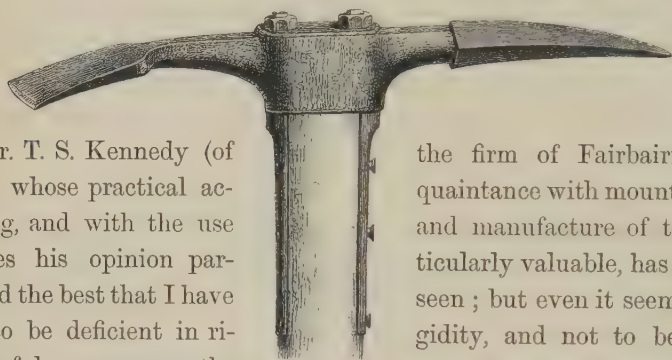 r. T. S. Kennedy (of the firm of Fairbair
whose practical ac- quaintance with mount
g, and with the use and manufacture of t
es his opinion par- ticularly valuable, has
d the best that I have seen ; but even it seem
o be deficient in ri- gidity, and not to be